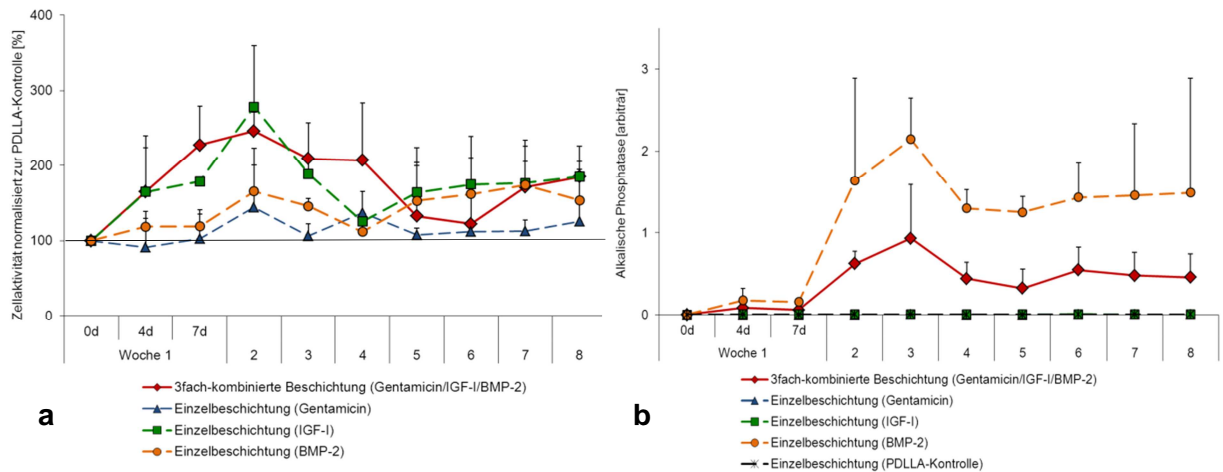 Zellaktivität normalisiert zur PDLLA-Kontrolle [%]
400
300
200
100
0
0d 4d 7d
Woche 1 2 3 4 5 6 7 8
3fach-kombinierte Beschichtung (Gentamicin/IGF-I/BMP-2)
Einzelbeschichtung (Gentamicin)
Einzelbeschichtung (IGF-I)
Einzelbeschichtung (BMP-2)
a
Alkalische Phosphatase [arbiträr]
3
2
1
0
0d 4d 7d
Woche 1 2 3 4 5 6 7 8
3fach-kombinierte Beschichtung (Gentamicin/IGF-I/BMP-2)
Einzelbeschichtung (Gentamicin)
Einzelbeschichtung (IGF-I)
Einzelbeschichtung (BMP-2)
Einzelbeschichtung (PDLLA-Kontrolle)
b